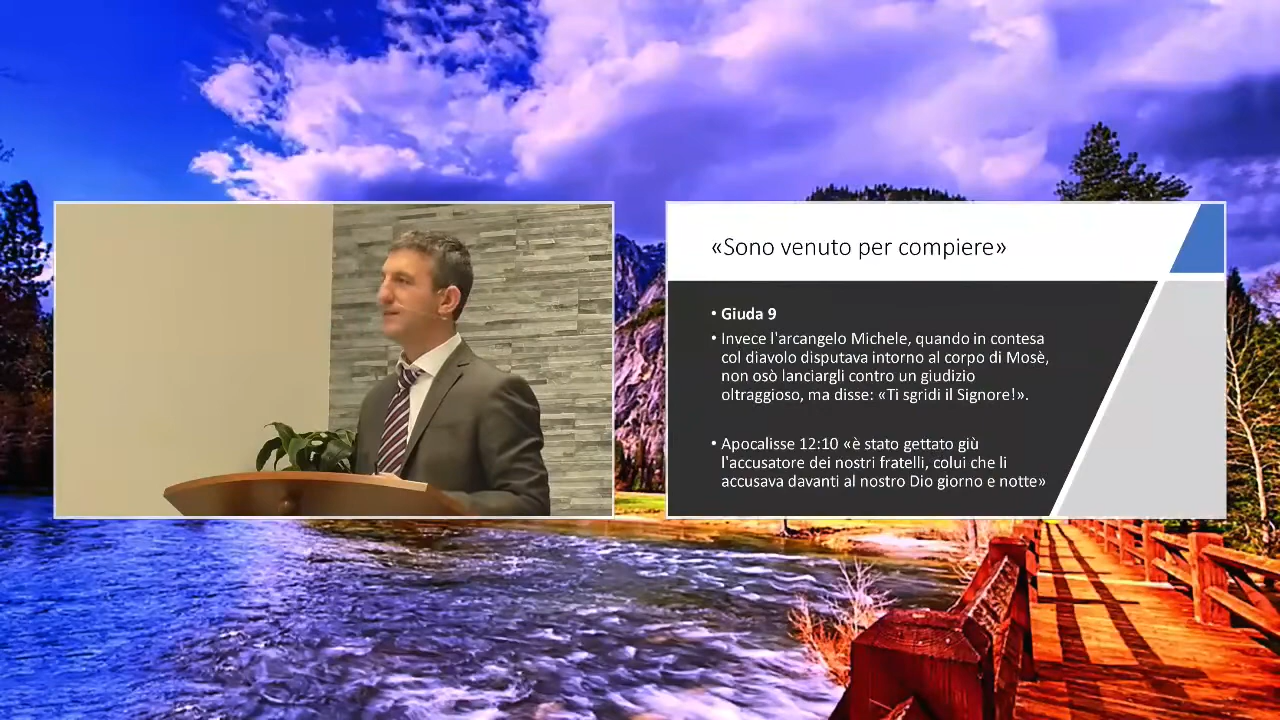 «Sono venuto per compiere»
• Giuda 9
• Invece l'arcangelo Michele, quando in contesa
col diavolo disputava intorno al corpo di Mosè,
non osò lanciargli contro un giudizio
oltraggioso, ma disse: «Ti sgridi il Signore!».
• Apocalisse 12:10 «è stato gettato giù
l'accusatore dei nostri fratelli, colui che li
accusava davanti al nostro Dio giorno e notte»